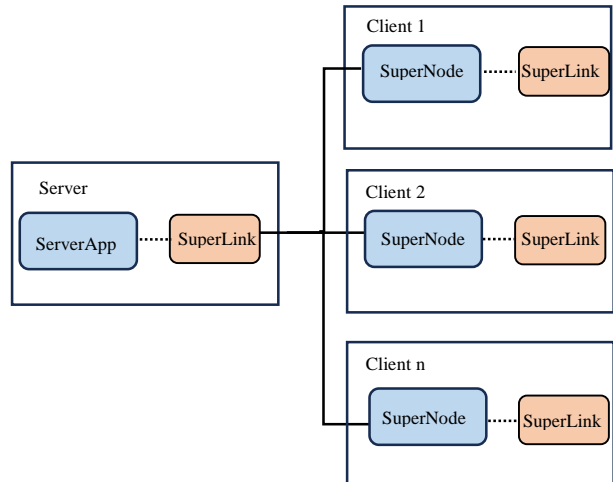 Client 1
SuperNode
SuperLink
Server
ServerApp
SuperLink
Client 2
SuperNode
SuperLink
Client n
SuperNode
SuperLink